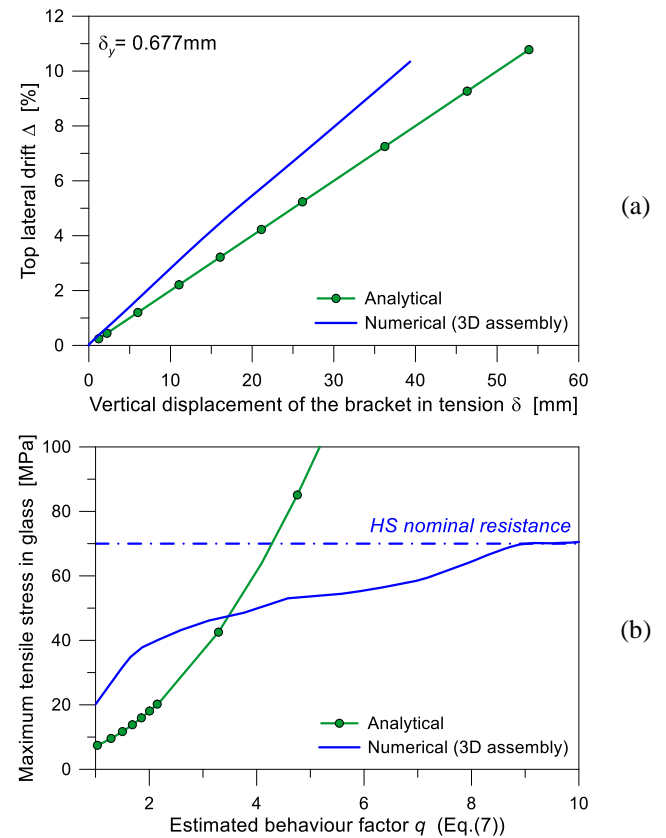 12
10
8
6
4
2
0
Top lateral drift Δ [%]
δy= 0.677mm
Analytical
Numerical (3D assembly)
0 10 20 30 40 50 60
Vertical displacement of the bracket in tension δ [mm]
(a)
100
80
60
40
20
0
Maximum tensile stress in glass [MPa]
HS nominal resistance
Analytical
Numerical (3D assembly)
2 4 6 8 10
Estimated behaviour factor q (Eq.(7))
(b)